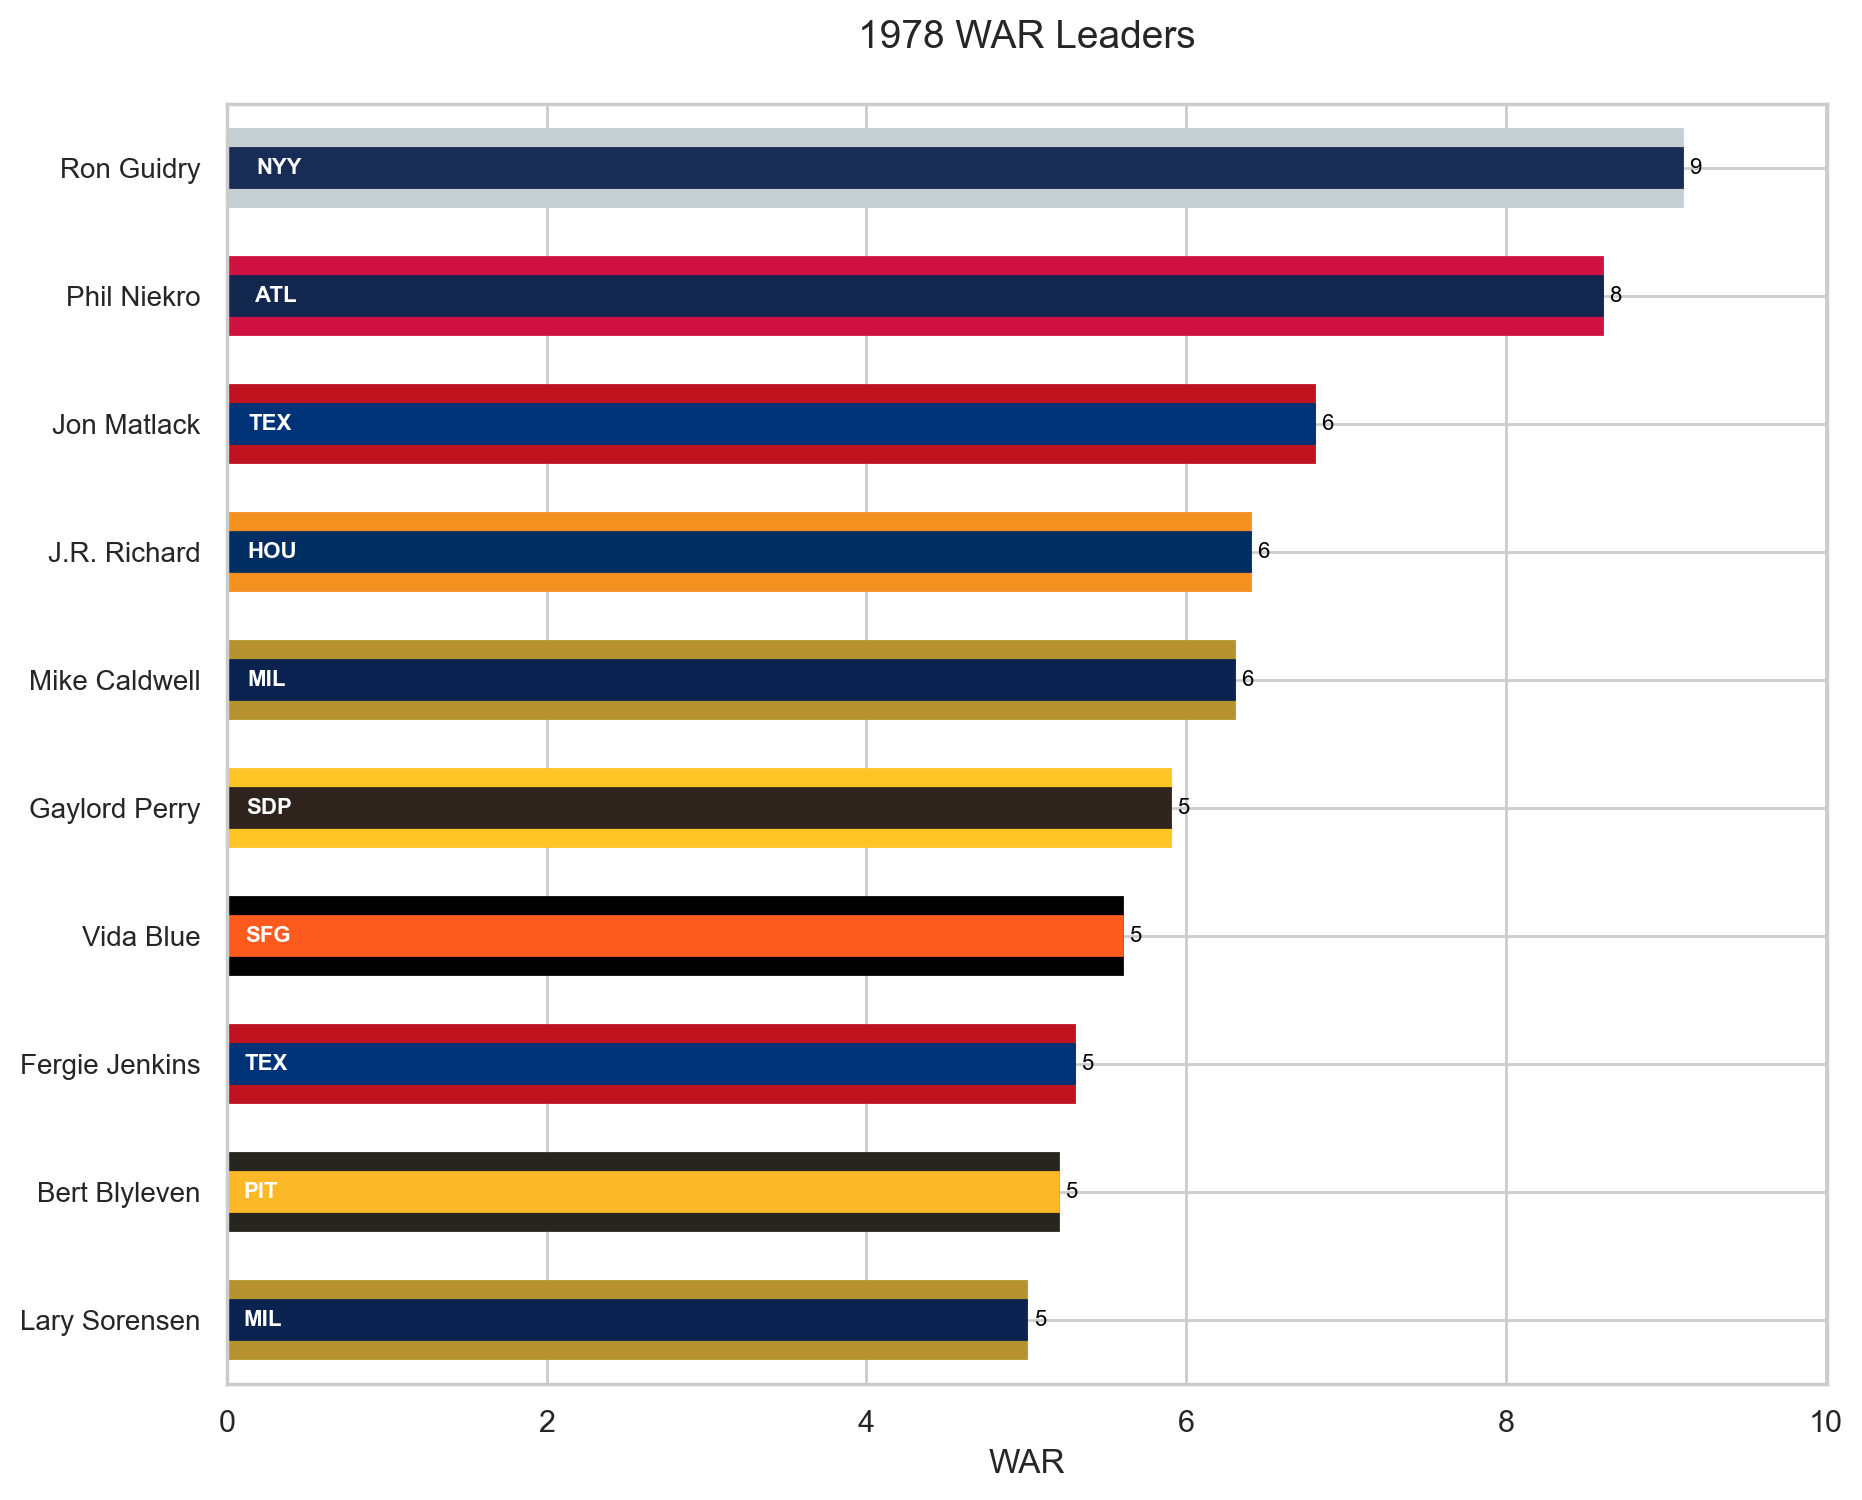 1978 WAR Leaders
Ron Guidry NYY 9
Phil Niekro ATL 8
Jon Matlack TEX 6
J.R. Richard HOU 6
Mike Caldwell MIL 6
Gaylord Perry SDP 5
Vida Blue SFG 5
Fergie Jenkins TEX 5
Bert Blyleven PIT 5
Lary Sorensen MIL 5
0 2 4 6 8 10
WAR